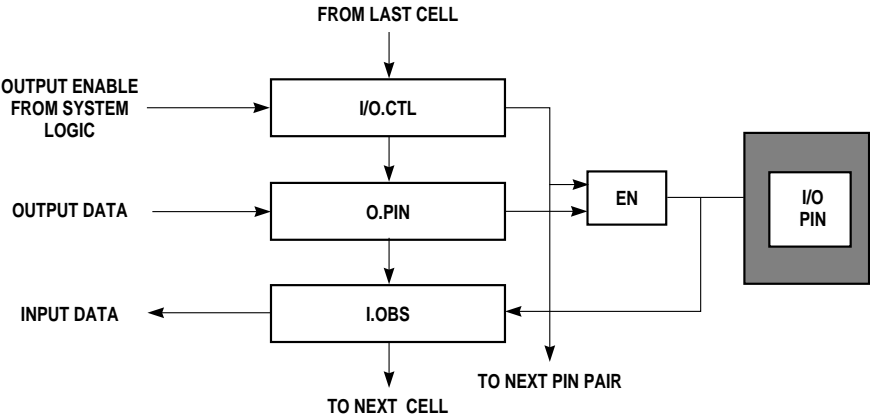 FROM LAST CELL
OUTPUT ENABLE
FROM SYSTEM
LOGIC
I/O.CTL
OUTPUT DATA
O.PIN
EN
I/O
PIN
INPUT DATA
I.OBS
TO NEXT PIN PAIR
TO NEXT CELL